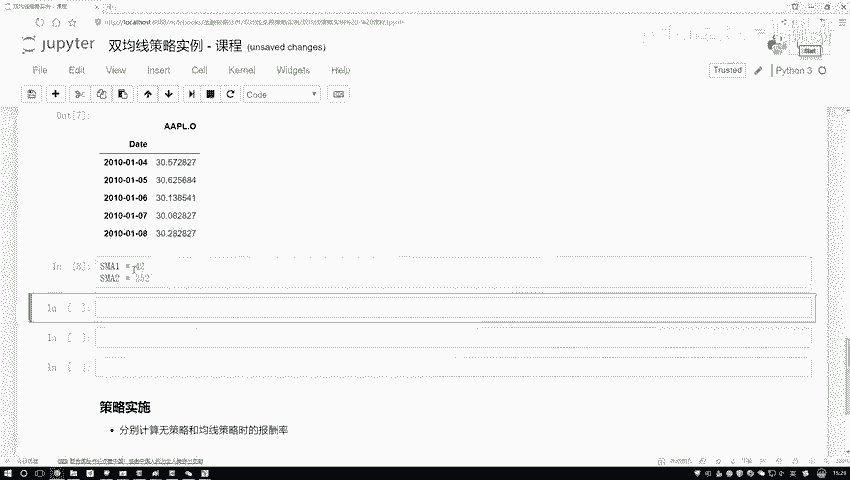 双均线策略实例 - 课程
jupyter 双均线策略实例 - 课程 (unsaved changes)
Start
File Edit View Insert Cell Kernel Widgets Help
Trusted Python 3
Code
Out[7]:
AAPL.O
Date
2010-01-04 30.572827
2010-01-05 30.625684
2010-01-06 30.138541
2010-01-07 30.082827
2010-01-08 30.282827
In [8]: SMA1 = 42
SMA2 = 252
In [ ]:
In [ ]:
In [ ]:
策略实施
分别计算无策略和均线策略时的报酬率
15:29